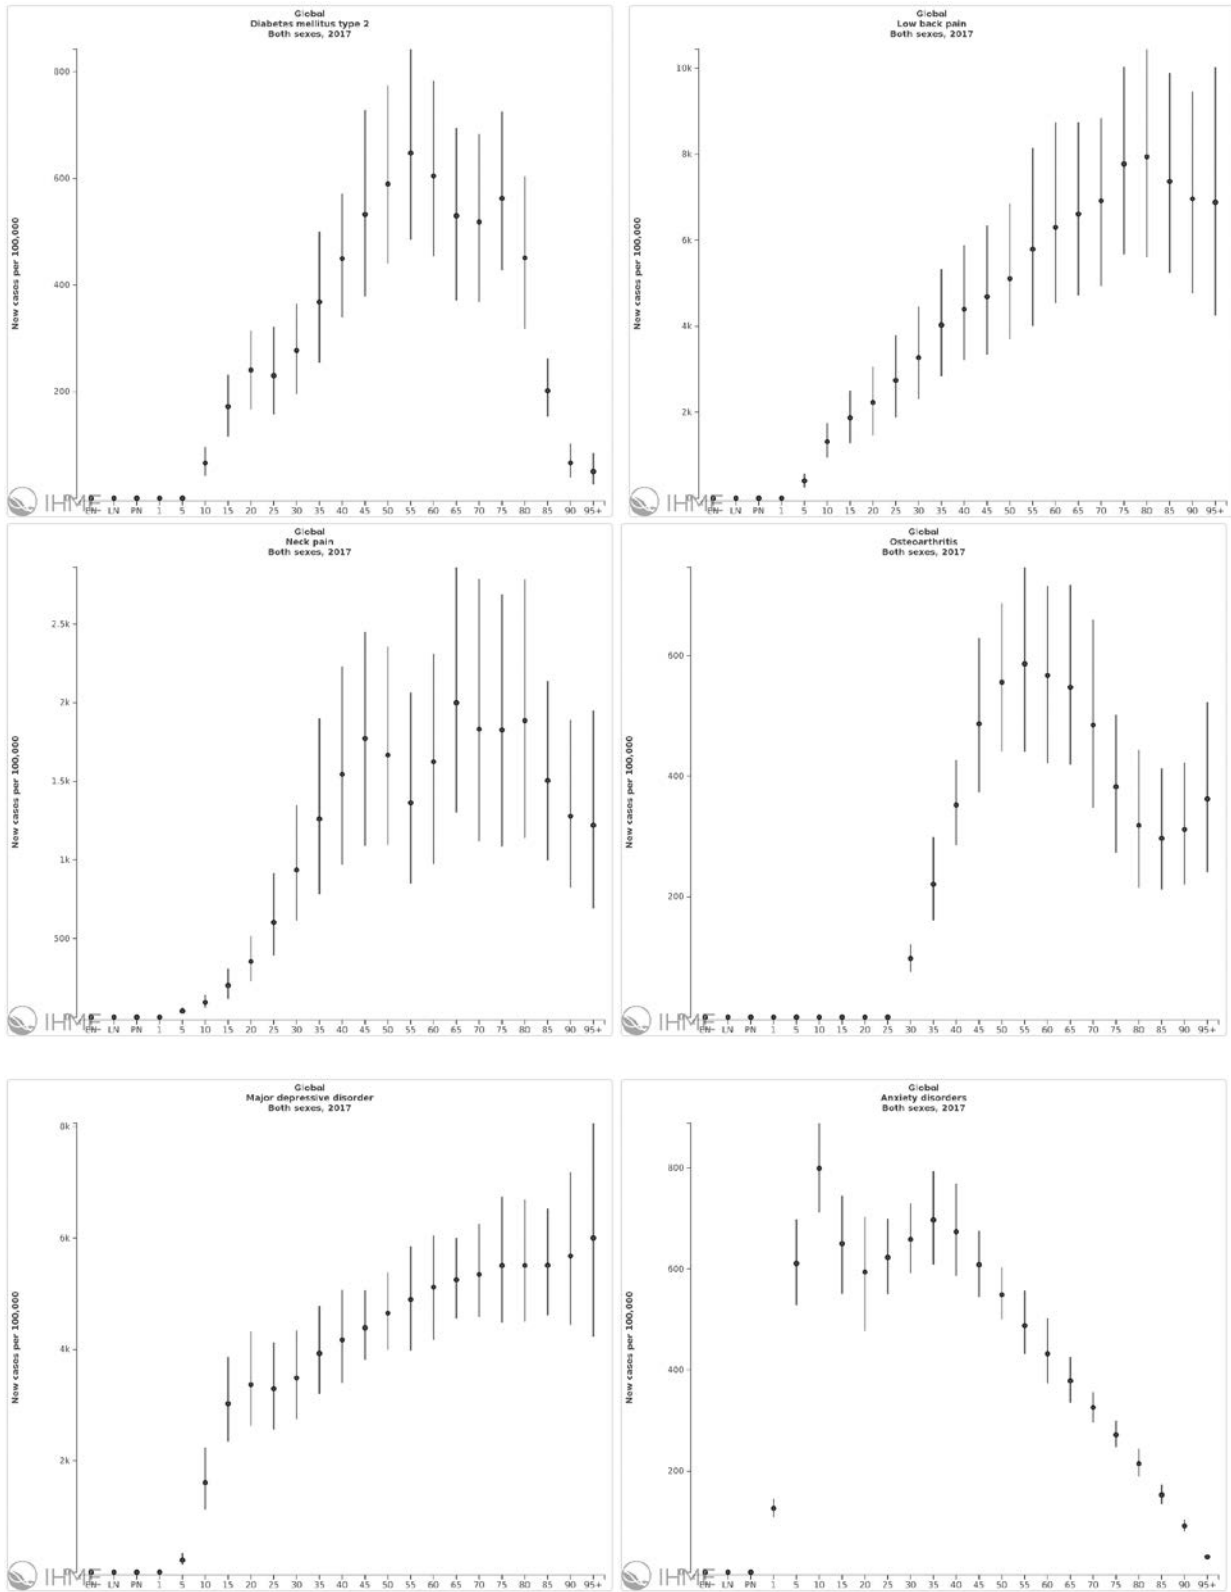 Global
Diabetes mellitus type 2
Both sexes, 2017
New cases per 100,000
800
600
400
200
IHME
LNI PN 1 5 10 15 20 25 30 35 40 45 50 55 60 65 70 75 80 85 90 95+
Global
Low back pain
Both sexes, 2017
New cases per 100,000
10k
8k
6k
4k
2k
IHME
LNI PN 1 5 10 15 20 25 30 35 40 45 50 55 60 65 70 75 80 85 90 95+
Global
Neck pain
Both sexes, 2017
New cases per 100,000
2.5k
2k
1.5k
1k
500
IHME
LNI PN 1 5 10 15 20 25 30 35 40 45 50 55 60 65 70 75 80 85 90 95+
Global
Osteoarthritis
Both sexes, 2017
New cases per 100,000
600
400
200
IHME
LNI PN 1 5 10 15 20 25 30 35 40 45 50 55 60 65 70 75 80 85 90 95+
Global
Major depressive disorder
Both sexes, 2017
New cases per 100,000
8k
6k
4k
2k
IHME
LNI PN 1 5 10 15 20 25 30 35 40 45 50 55 60 65 70 75 80 85 90 95+
Global
Anxiety disorders
Both sexes, 2017
New cases per 100,000
800
600
400
200
IHME
LNI PN 1 5 10 15 20 25 30 35 40 45 50 55 60 65 70 75 80 85 90 95+